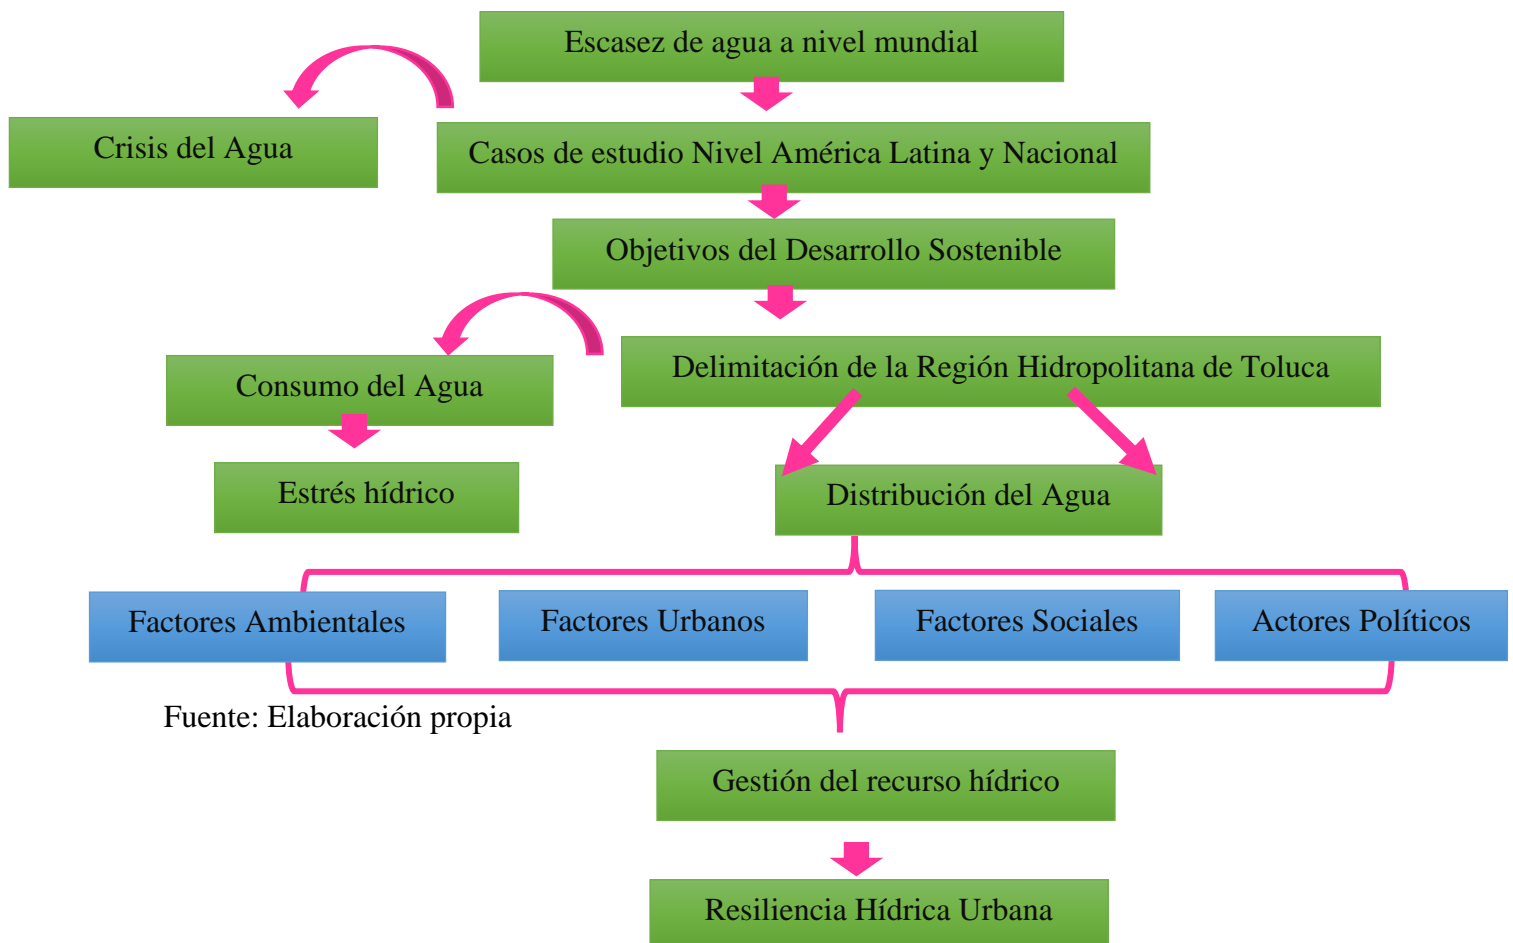 Escasez de agua a nivel mundial
Crisis del Agua
Casos de estudio Nivel América Latina y Nacional
Objetivos del Desarrollo Sostenible
Delimitación de la Región Hidropolitana de Toluca
Consumo del Agua
Estrés hídrico
Distribución del Agua
Factores Ambientales
Factores Urbanos
Factores Sociales
Actores Políticos
Fuente: Elaboración propia
Gestión del recurso hídrico
Resiliencia Hídrica Urbana